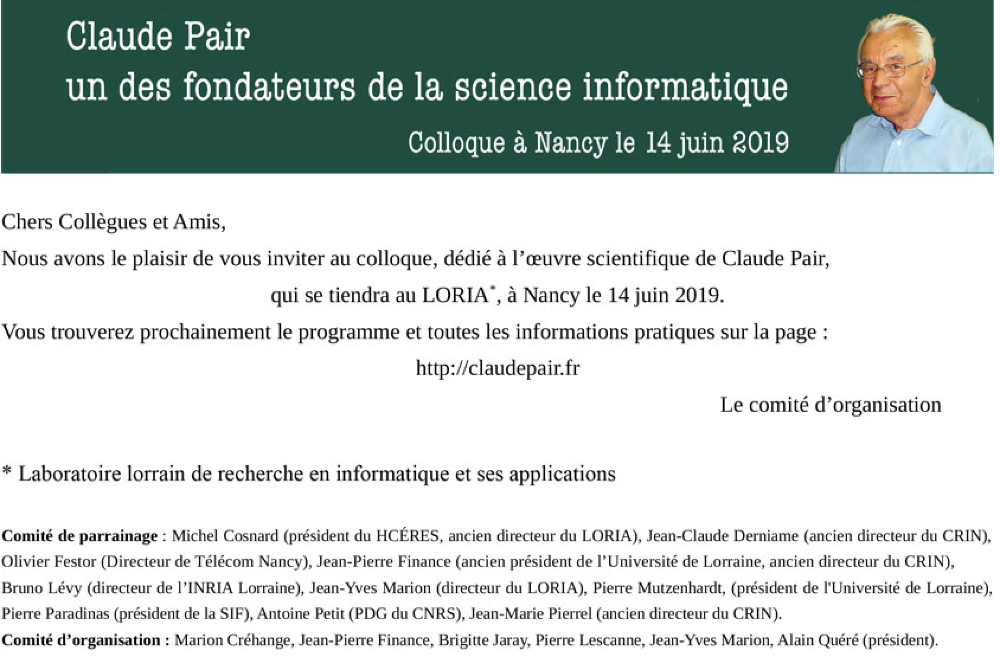 Claude Pair
un des fondateurs de la science informatique
Colloque à Nancy le 14 juin 2019
Chers Collègues et Amis,
Nous avons le plaisir de vous inviter au colloque, dédié à l’œuvre scientifique de Claude Pair,
qui se tiendra au LORIA*, à Nancy le 14 juin 2019.
Vous trouverez prochainement le programme et toutes les informations pratiques sur la page :
http://claudepair.fr
Le comité d’organisation
* Laboratoire lorrain de recherche en informatique et ses applications
Comité de parrainage : Michel Cosnard (président du HCÉRES, ancien directeur du LORIA), Jean-Claude Derniame (ancien directeur du CRIN),
Olivier Festor (Directeur de Télécom Nancy), Jean-Pierre Finance (ancien président de l’Université de Lorraine, ancien directeur du CRIN),
Bruno Lévy (directeur de l’INRIA Lorraine), Jean-Yves Marion (directeur du LORIA), Pierre Mutzenhardt, (président de l'Université de Lorraine),
Pierre Paradinas (président de la SIF), Antoine Petit (PDG du CNRS), Jean-Marie Pierrel (ancien directeur du CRIN).
Comité d’organisation : Marion Créhange, Jean-Pierre Finance, Brigitte Jaray, Pierre Lescanne, Jean-Yves Marion, Alain Quéré (président).